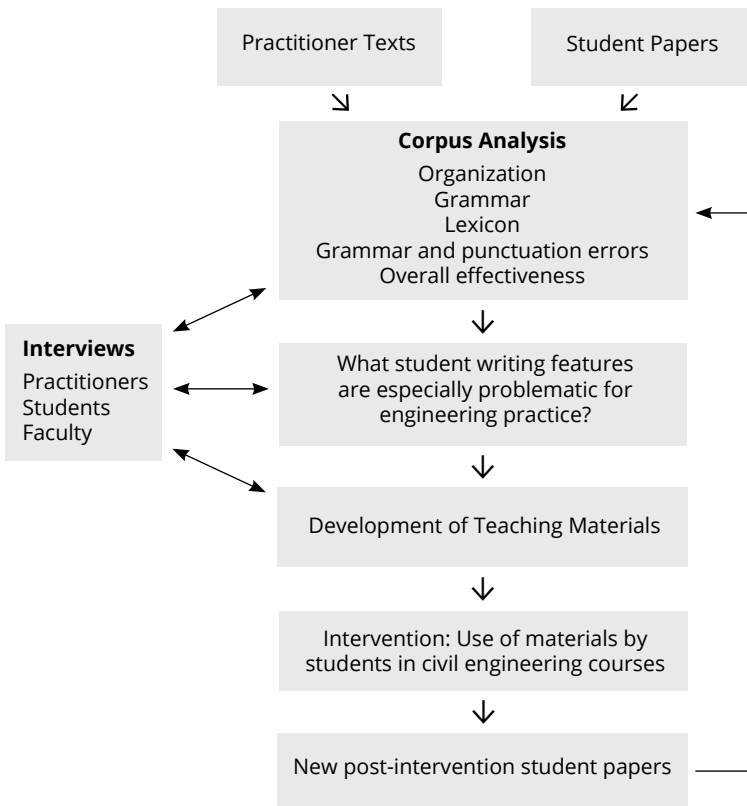 Practitioner Texts
Student Papers
Corpus Analysis
Organization
Grammar
Lexicon
Grammar and punctuation errors
Overall effectiveness
Interviews
Practitioners
Students
Faculty
What student writing features
are especially problematic for
engineering practice?
Development of Teaching Materials
Intervention: Use of materials by
students in civil engineering courses
New post-intervention student papers